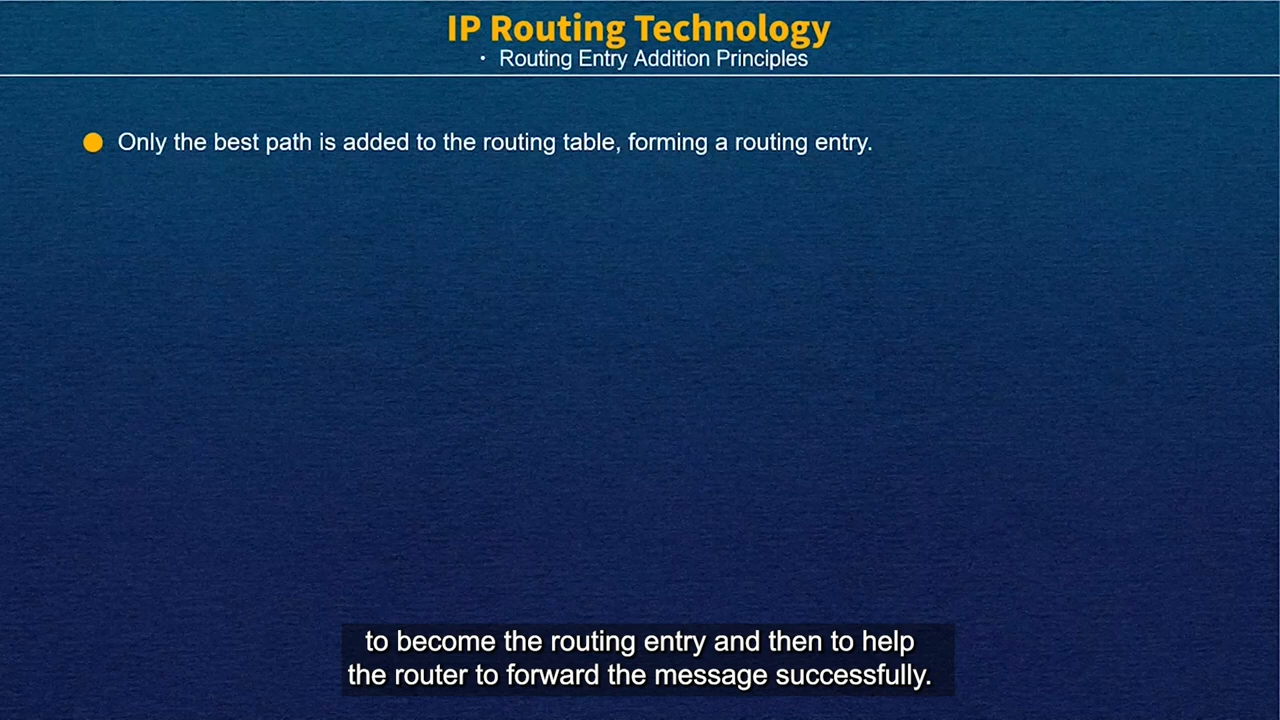 IP Routing Technology
· Routing Entry Addition Principles
Only the best path is added to the routing table, forming a routing entry.
to become the routing entry and then to help
the router to forward the message successfully.